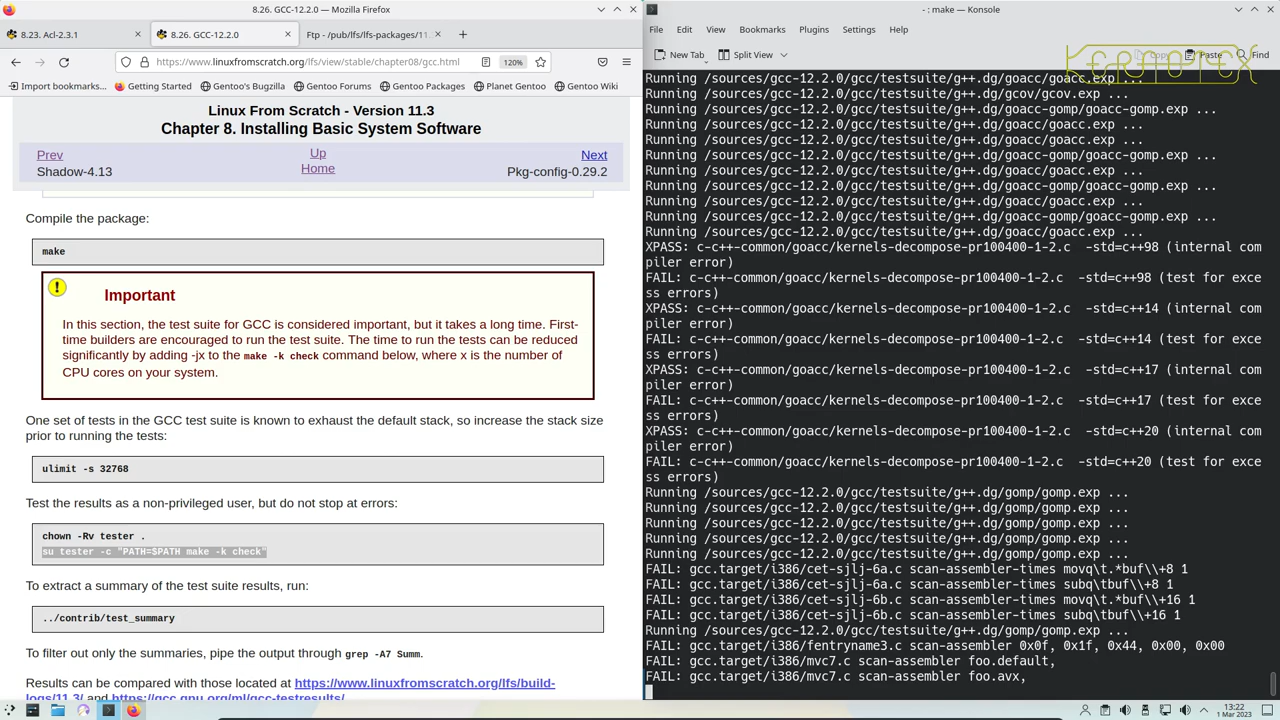 8.26. GCC-12.2.0 — Mozilla Firefox
8.23. Acl-2.3.1
8.26. GCC-12.2.0
Ftp - /pub/lfs/lfs-packages/11.
https://www.linuxfromscratch.org/lfs/view/stable/chapter08/gcc.html
120%
Import bookmarks...
Getting Started
Gentoo's Bugzilla
Gentoo Forums
Gentoo Packages
Planet Gentoo
Gentoo Wiki
Linux From Scratch - Version 11.3
Chapter 8. Installing Basic System Software
Prev
Up
Next
Shadow-4.13
Home
Pkg-config-0.29.2
Compile the package:
make
Important
In this section, the test suite for GCC is considered important, but it takes a long time. First-
time builders are encouraged to run the test suite. The time to run the tests can be reduced
significantly by adding -jx to the make -k check command below, where x is the number of
CPU cores on your system.
One set of tests in the GCC test suite is known to exhaust the default stack, so increase the stack size
prior to running the tests:
ulimit -s 32768
Test the results as a non-privileged user, but do not stop at errors:
chown -Rv tester .
su tester -c "PATH=$PATH make -k check"
To extract a summary of the test suite results, run:
../contrib/test_summary
To filter out only the summaries, pipe the output through grep -A7 Summ.
Results can be compared with those located at https://www.linuxfromscratch.org/lfs/build-
logs/11.3/ and https://gcc.gnu.org/ml/gcc-testresults/.
- : make — Konsole
File
Edit
View
Bookmarks
Plugins
Settings
Help
New Tab
Split View
Copy
Paste
Find
KERNOTEX
Running /sources/gcc-12.2.0/gcc/testsuite/g++.dg/goacc/goacc.exp ...
Running /sources/gcc-12.2.0/gcc/testsuite/g++.dg/gcov/gcov.exp ...
Running /sources/gcc-12.2.0/gcc/testsuite/g++.dg/goacc-gomp/goacc-gomp.exp ...
Running /sources/gcc-12.2.0/gcc/testsuite/g++.dg/goacc/goacc.exp ...
Running /sources/gcc-12.2.0/gcc/testsuite/g++.dg/goacc/goacc.exp ...
Running /sources/gcc-12.2.0/gcc/testsuite/g++.dg/goacc-gomp/goacc-gomp.exp ...
Running /sources/gcc-12.2.0/gcc/testsuite/g++.dg/goacc/goacc.exp ...
Running /sources/gcc-12.2.0/gcc/testsuite/g++.dg/goacc-gomp/goacc-gomp.exp ...
Running /sources/gcc-12.2.0/gcc/testsuite/g++.dg/goacc/goacc.exp ...
Running /sources/gcc-12.2.0/gcc/testsuite/g++.dg/goacc-gomp/goacc-gomp.exp ...
Running /sources/gcc-12.2.0/gcc/testsuite/g++.dg/goacc/goacc.exp ...
XPASS: c-c++-common/goacc/kernels-decompose-pr100400-1-2.c  -std=c++98 (internal com
piler error)
FAIL: c-c++-common/goacc/kernels-decompose-pr100400-1-2.c  -std=c++98 (test for exce
ss errors)
XPASS: c-c++-common/goacc/kernels-decompose-pr100400-1-2.c  -std=c++14 (internal com
piler error)
FAIL: c-c++-common/goacc/kernels-decompose-pr100400-1-2.c  -std=c++14 (test for exce
ss errors)
XPASS: c-c++-common/goacc/kernels-decompose-pr100400-1-2.c  -std=c++17 (internal com
piler error)
FAIL: c-c++-common/goacc/kernels-decompose-pr100400-1-2.c  -std=c++17 (test for exce
ss errors)
XPASS: c-c++-common/goacc/kernels-decompose-pr100400-1-2.c  -std=c++20 (internal com
piler error)
FAIL: c-c++-common/goacc/kernels-decompose-pr100400-1-2.c  -std=c++20 (test for exce
ss errors)
Running /sources/gcc-12.2.0/gcc/testsuite/g++.dg/gomp/gomp.exp ...
Running /sources/gcc-12.2.0/gcc/testsuite/g++.dg/gomp/gomp.exp ...
Running /sources/gcc-12.2.0/gcc/testsuite/g++.dg/gomp/gomp.exp ...
Running /sources/gcc-12.2.0/gcc/testsuite/g++.dg/gomp/gomp.exp ...
Running /sources/gcc-12.2.0/gcc/testsuite/g++.dg/gomp/gomp.exp ...
FAIL: gcc.target/i386/cet-sjlj-6a.c scan-assembler-times movq\t.*buf\\+8 1
FAIL: gcc.target/i386/cet-sjlj-6a.c scan-assembler-times subq\tbuf\\+8 1
FAIL: gcc.target/i386/cet-sjlj-6b.c scan-assembler-times movq\t.*buf\\+16 1
FAIL: gcc.target/i386/cet-sjlj-6b.c scan-assembler-times subq\tbuf\\+16 1
Running /sources/gcc-12.2.0/gcc/testsuite/g++.dg/gomp/gomp.exp ...
FAIL: gcc.target/i386/fentryname3.c scan-assembler 0x0f, 0x1f, 0x44, 0x00, 0x00
FAIL: gcc.target/i386/mvc7.c scan-assembler foo.default,
FAIL: gcc.target/i386/mvc7.c scan-assembler foo.avx,
13:22
1 Mar 2023